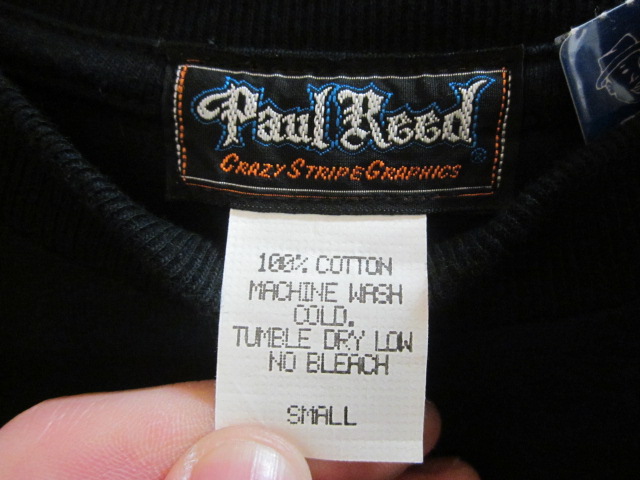 Paul Reed
CRAZY STRIPE GRAPHICS
100% COTTON
MACHINE WASH
COLD.
TUMBLE DRY LOW
NO BLEACH
SMALL